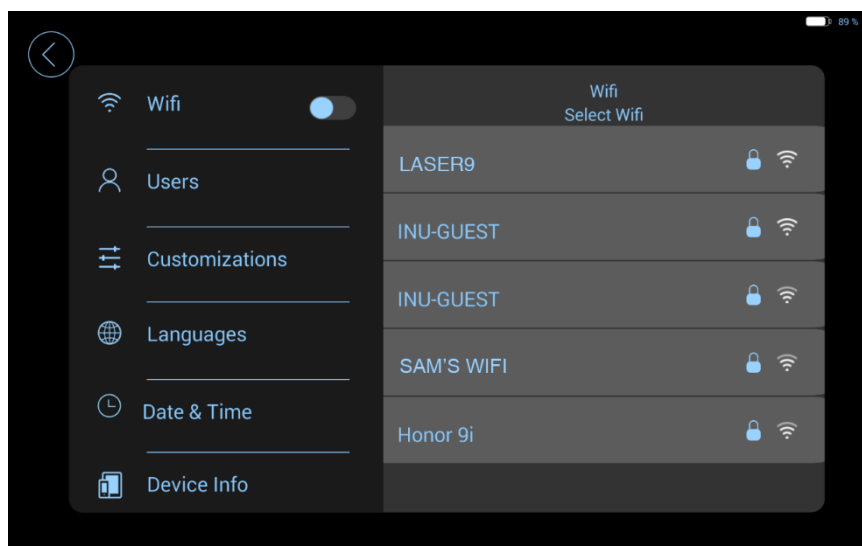 89 %
Wifi
Users
Customizations
Languages
Date & Time
Device Info
Wifi
Select Wifi
LASER9
INU-GUEST
INU-GUEST
SAM'S WIFI
Honor 9i